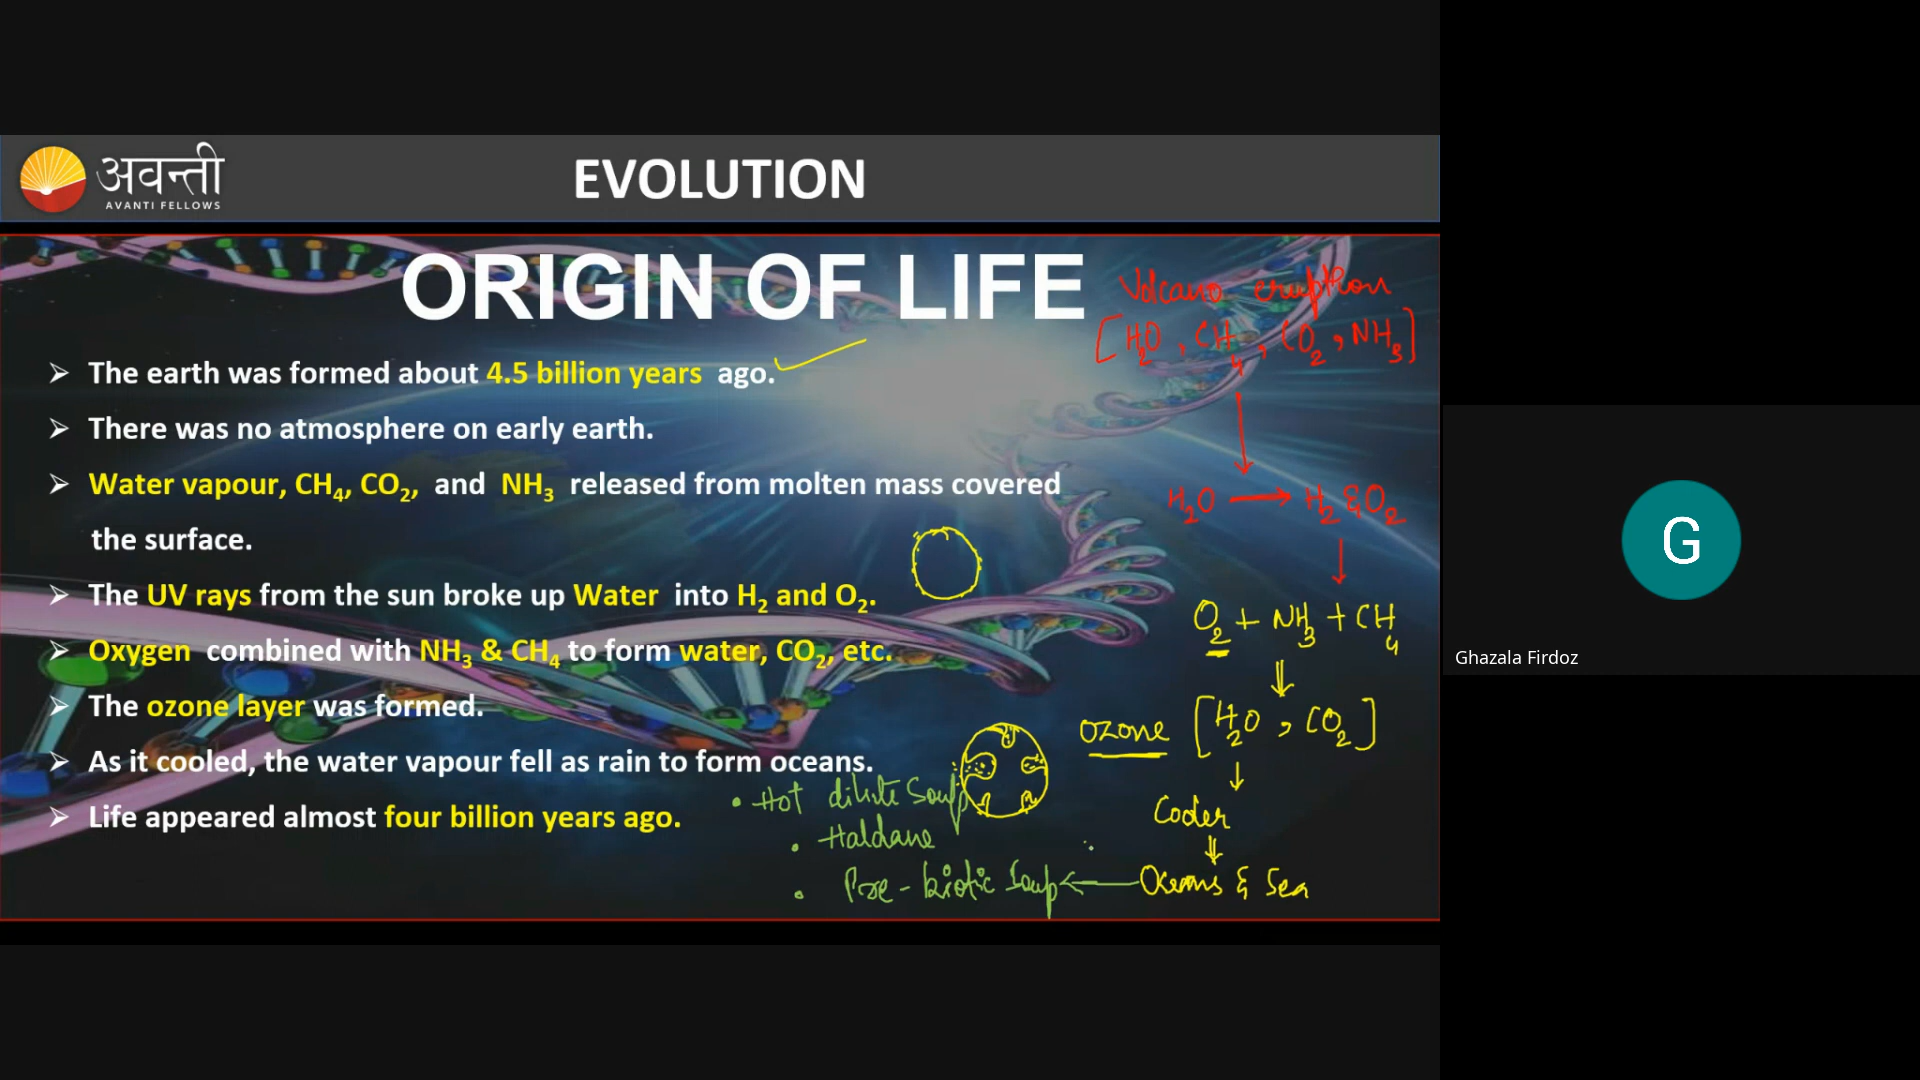 अवन्ती
AVANTI FELLOWS
EVOLUTION
ORIGIN OF LIFE
➢ The earth was formed about 4.5 billion years ago.
➢ There was no atmosphere on early earth.
➢ Water vapour, CH₄, CO₂, and NH₃ released from molten mass covered
the surface.
➢ The UV rays from the sun broke up Water into H₂ and O₂.
➢ Oxygen combined with NH₃ & CH₄ to form water, CO₂, etc.
➢ The ozone layer was formed.
➢ As it cooled, the water vapour fell as rain to form oceans.
➢ Life appeared almost four billion years ago.
Volcano eruption
[H₂O, CH₄, CO₂, NH₃]
↓
H₂O → H₂ & O₂
↓
O₂ + NH₃ + CH₄
⇓
ozone [H₂O, CO₂]
↓
Cooler
⇓
• Hot dilute Soup
• Haldane
• Pre-biotic Soup ← Oceans & Sea
G
Ghazala Firdoz